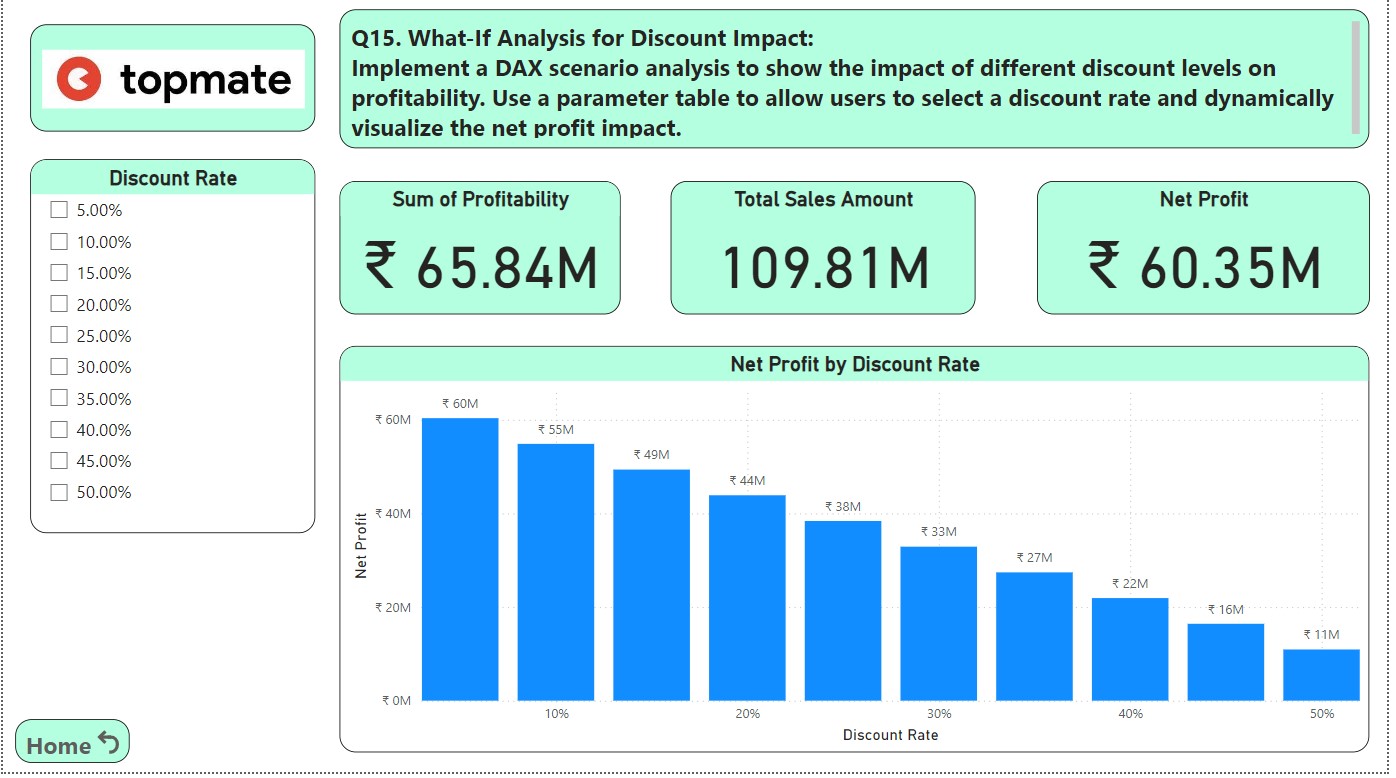 topmate
Q15. What-If Analysis for Discount Impact:
Implement a DAX scenario analysis to show the impact of different discount levels on
profitability. Use a parameter table to allow users to select a discount rate and dynamically
visualize the net profit impact.
Discount Rate
5.00%
10.00%
15.00%
20.00%
25.00%
30.00%
35.00%
40.00%
45.00%
50.00%
Sum of Profitability
₹ 65.84M
Total Sales Amount
109.81M
Net Profit
₹ 60.35M
Net Profit by Discount Rate
Net Profit
₹ 60M
₹ 40M
₹ 20M
₹ 0M
₹ 60M
₹ 55M
₹ 49M
₹ 44M
₹ 38M
₹ 33M
₹ 27M
₹ 22M
₹ 16M
₹ 11M
10%
20%
30%
40%
50%
Discount Rate
Home